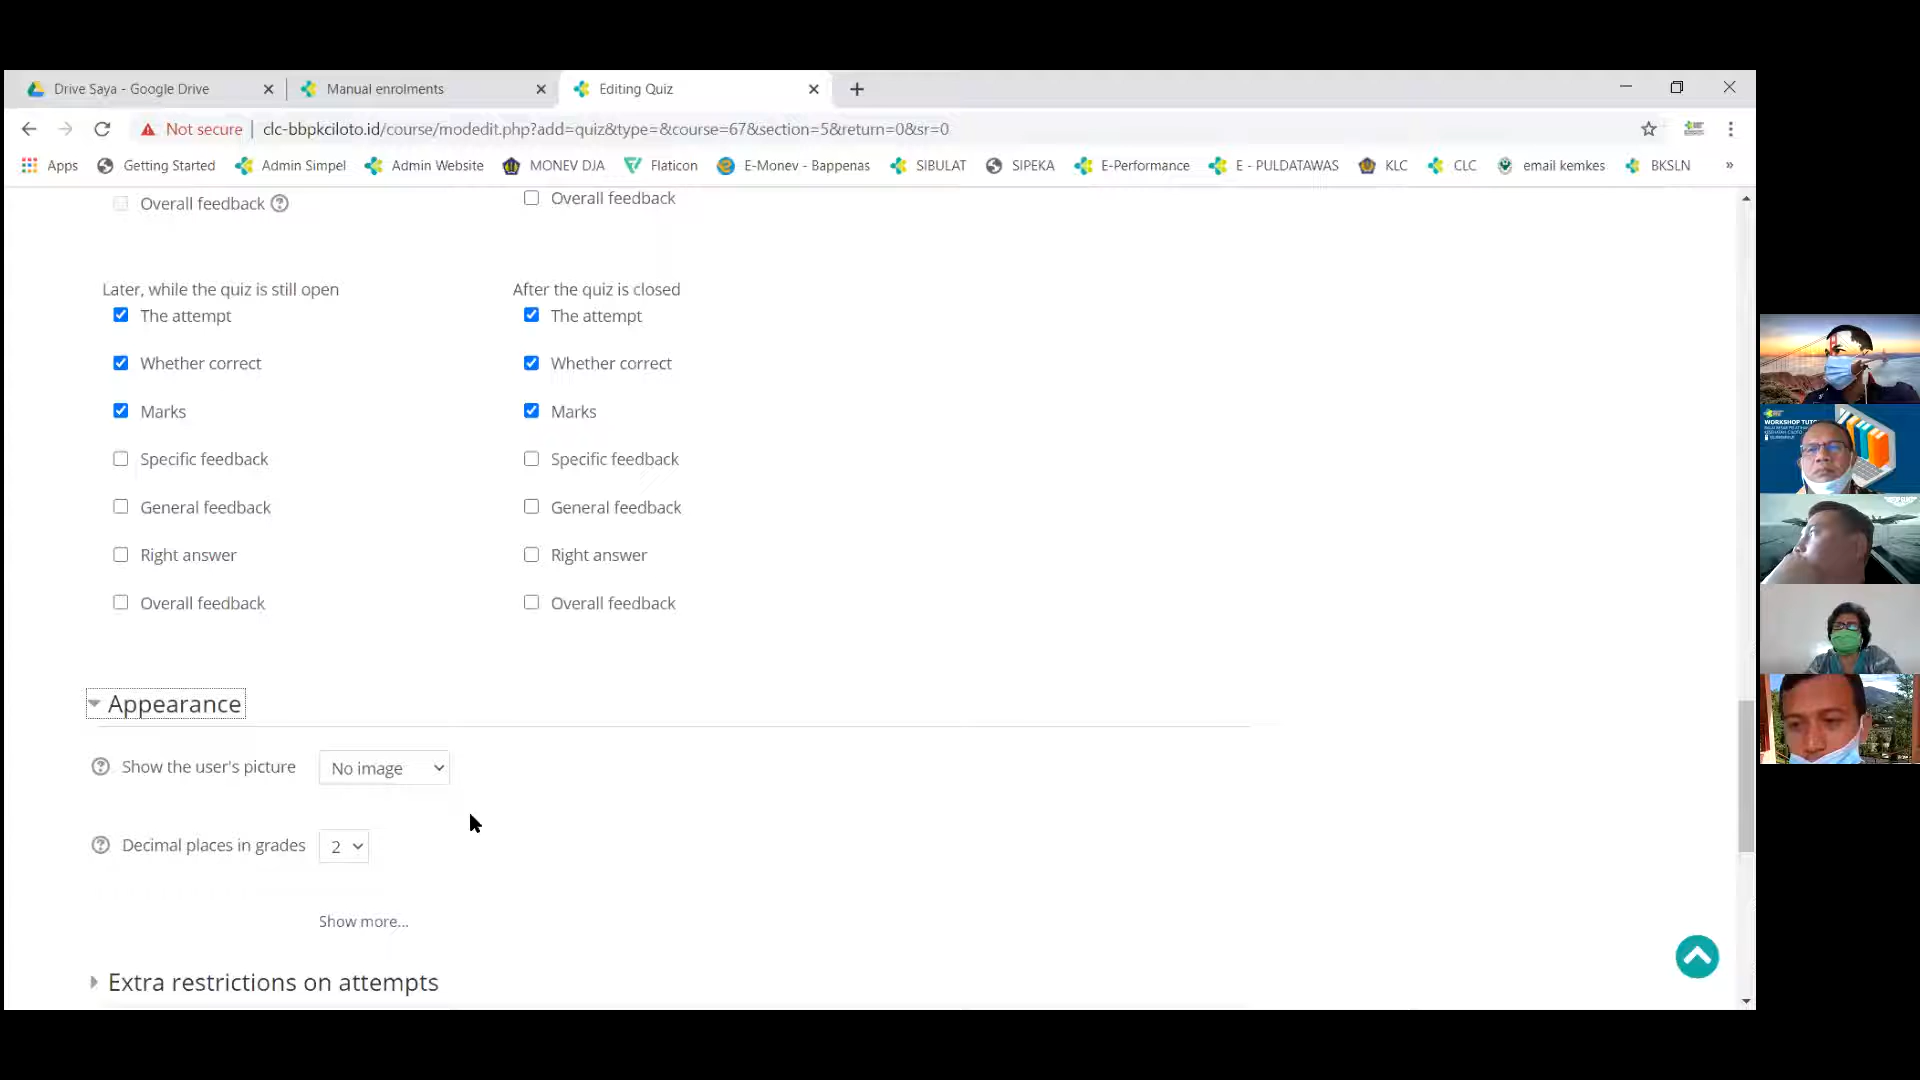 Drive Saya - Google Drive
Manual enrolments
Editing Quiz
Not secure
clc-bbpkciloto.id/course/modedit.php?add=quiz&type=&course=67&section=5&return=0&sr=0
Apps Getting Started Admin Simpel Admin Website MONEV DJA Flaticon E-Monev - Bappenas SIBULAT SIPEKA E-Performance E - PULDATAWAS KLC CLC email kemkes BKSLN »
Overall feedback
Overall feedback
Later, while the quiz is still open
The attempt
Whether correct
Marks
Specific feedback
General feedback
Right answer
Overall feedback
After the quiz is closed
The attempt
Whether correct
Marks
Specific feedback
General feedback
Right answer
Overall feedback
Appearance
Show the user's picture No image
Decimal places in grades 2
Show more...
Extra restrictions on attempts